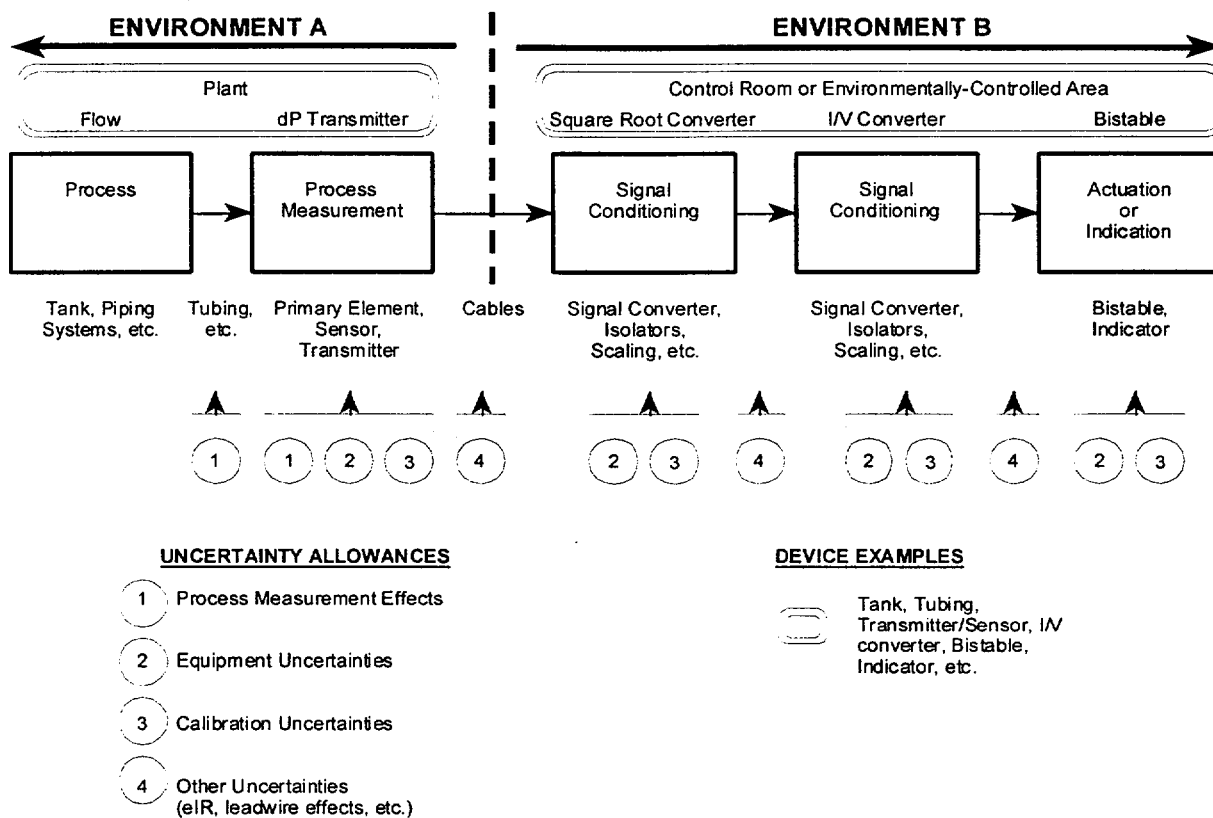 ENVIRONMENT A
ENVIRONMENT B
Plant
Control Room or Environmentally-Controlled Area
Flow
dP Transmitter
Square Root Converter
I/V Converter
Bistable
Process
Process
Measurement
Signal
Conditioning
Signal
Conditioning
Actuation
or
Indication
Tank, Piping
Systems, etc.
Tubing,
etc.
Primary Element,
Sensor,
Transmitter
Cables
Signal Converter,
Isolators,
Scaling, etc.
Signal Converter,
Isolators,
Scaling, etc.
Bistable,
Indicator
1
1
2
3
4
2
3
4
2
3
4
2
3
UNCERTAINTY ALLOWANCES
1 Process Measurement Effects
2 Equipment Uncertainties
3 Calibration Uncertainties
4 Other Uncertainties
(eIR, leadwire effects, etc.)
DEVICE EXAMPLES
Tank, Tubing,
Transmitter/Sensor, I/V
converter, Bistable,
Indicator, etc.